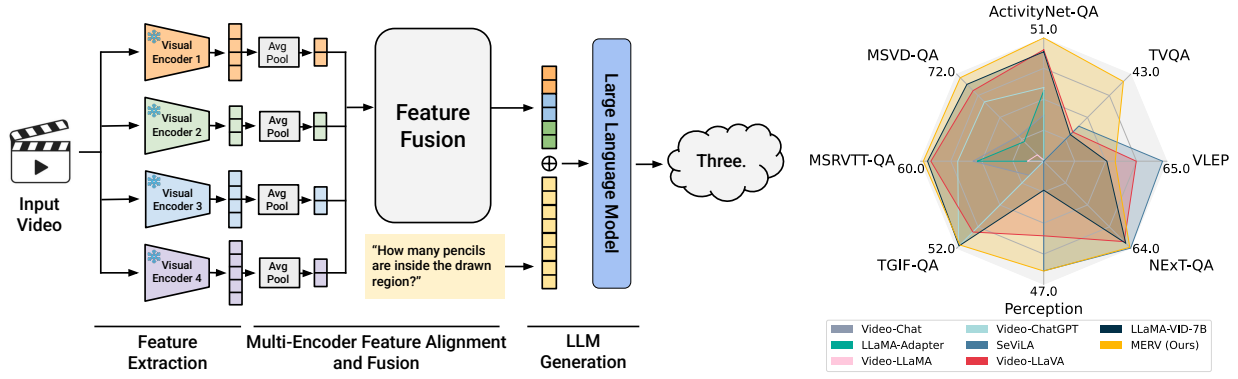 Input
Video
Visual
Encoder 1
Avg
Pool
Visual
Encoder 2
Avg
Pool
Visual
Encoder 3
Avg
Pool
Visual
Encoder 4
Avg
Pool
Feature
Fusion
“How many pencils
are inside the drawn
region?”
Large Language Model
Three.
Feature
Extraction
Multi-Encoder Feature Alignment
and Fusion
LLM
Generation
ActivityNet-QA
51.0
MSVD-QA
72.0
TVQA
43.0
MSRVTT-QA
60.0
VLEP
65.0
TGIF-QA
52.0
NExT-QA
64.0
47.0
Perception
Video-Chat
LLaMA-Adapter
Video-LLaMA
Video-ChatGPT
SeViLA
Video-LLaVA
LLaMA-VID-7B
MERV (Ours)